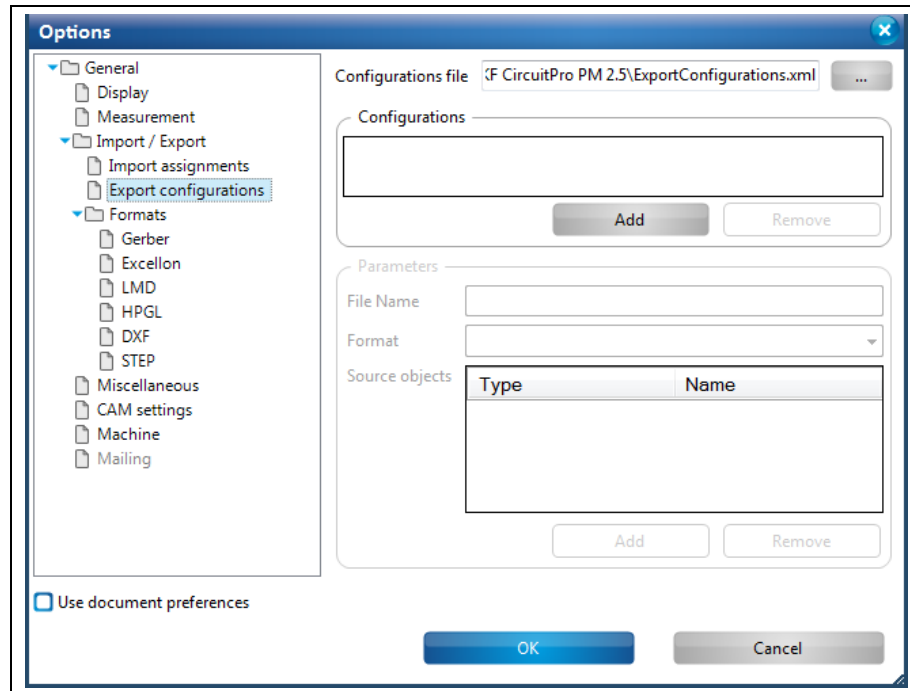 Options
General
Display
Measurement
Import / Export
Import assignments
Export configurations
Formats
Gerber
Excellon
LMD
HPGL
DXF
STEP
Miscellaneous
CAM settings
Machine
Mailing
Use document preferences
Configurations file
CircuitPro PM 2.5\ExportConfigurations.xml
...
Configurations
Add
Remove
Parameters
File Name
Format
Source objects
Type Name
Add Remove
OK Cancel